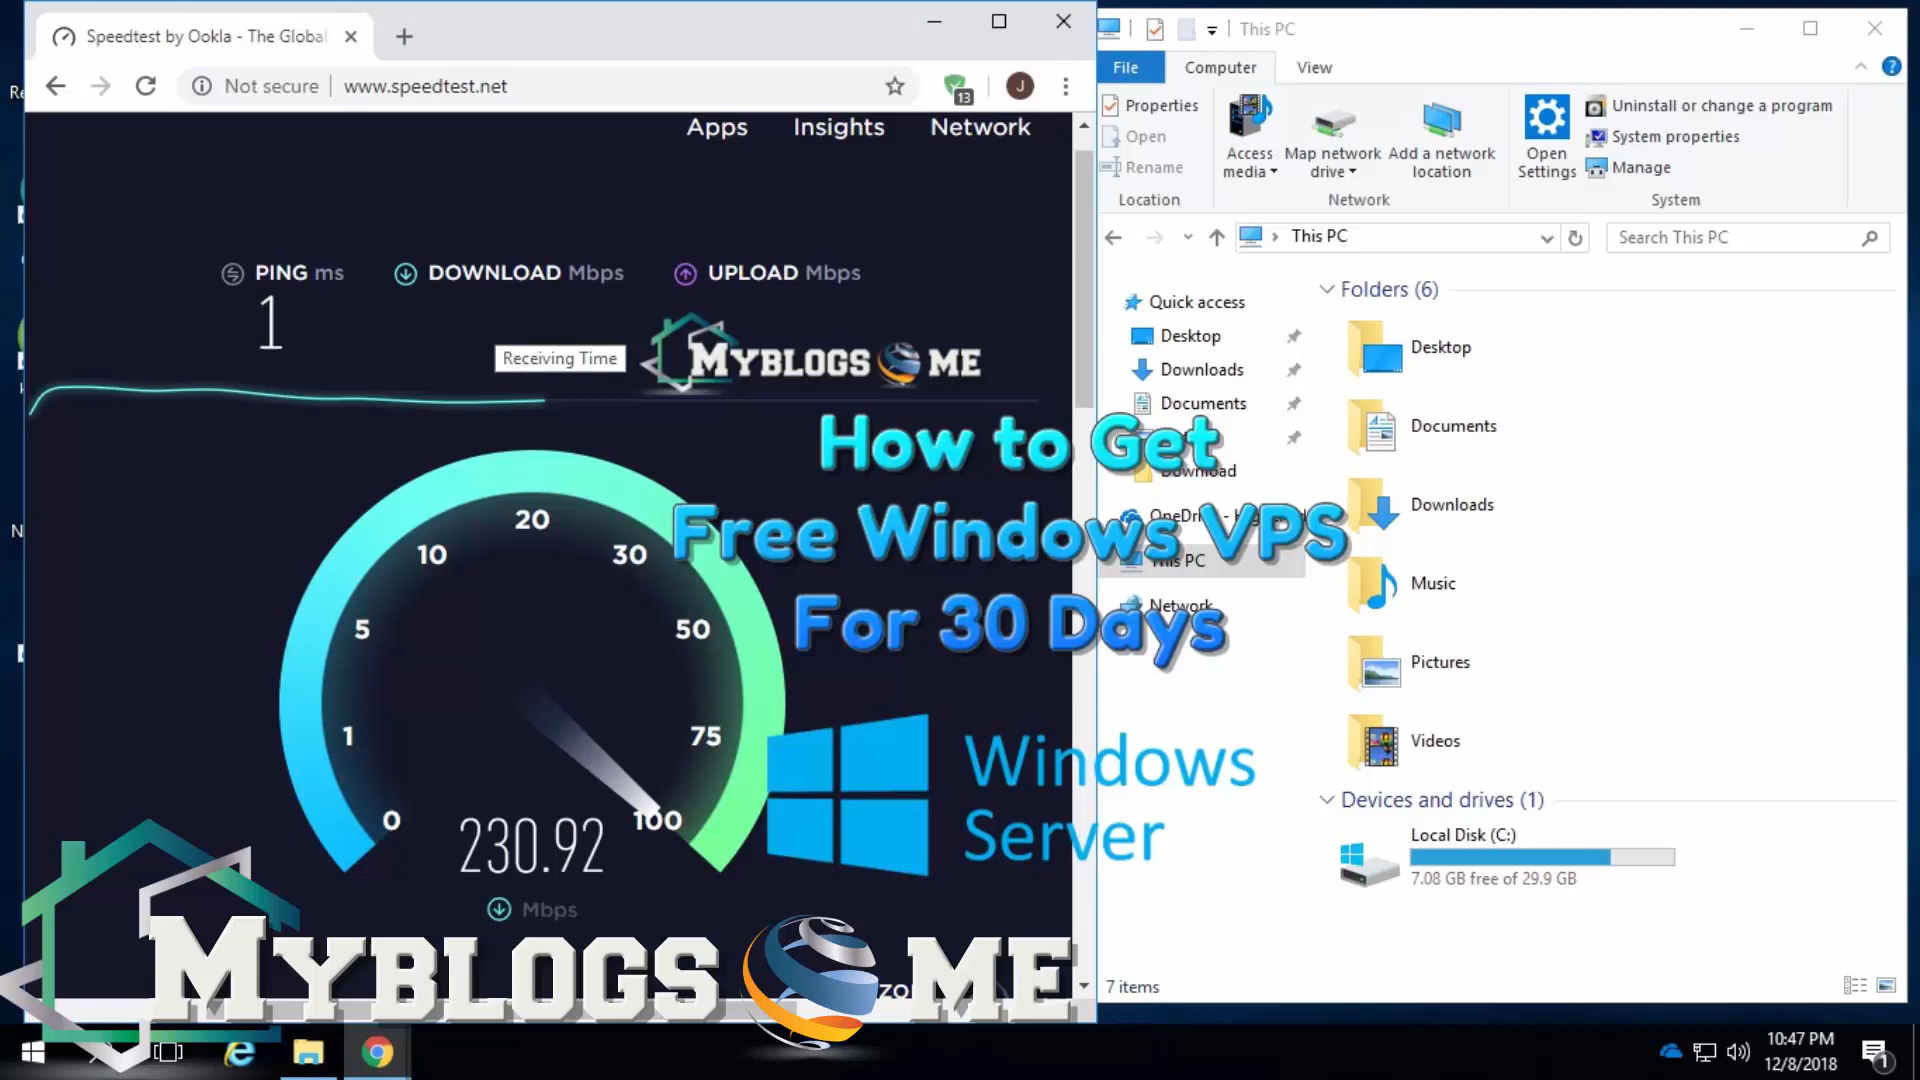 Speedtest by Ookla - The Global
Not secure
www.speedtest.net
13
J
Apps
Insights
Network
PING ms
1
DOWNLOAD Mbps
UPLOAD Mbps
Receiving Time
MYBLOGS ME
How to Get
Free Windows VPS
For 30 Days
0
1
5
10
20
30
50
75
100
230.92
Mbps
Windows
Server
MYBLOGS ME
This PC
File
Computer
View
Properties
Open
Rename
Location
Access media
Map network drive
Add a network location
Network
Open Settings
Uninstall or change a program
System properties
Manage
System
This PC
Search This PC
Quick access
Desktop
Downloads
Documents
Download
This PC
Network
Folders (6)
Desktop
Documents
Downloads
Music
Pictures
Videos
Devices and drives (1)
Local Disk (C:)
7.08 GB free of 29.9 GB
7 items
10:47 PM
12/8/2018
1